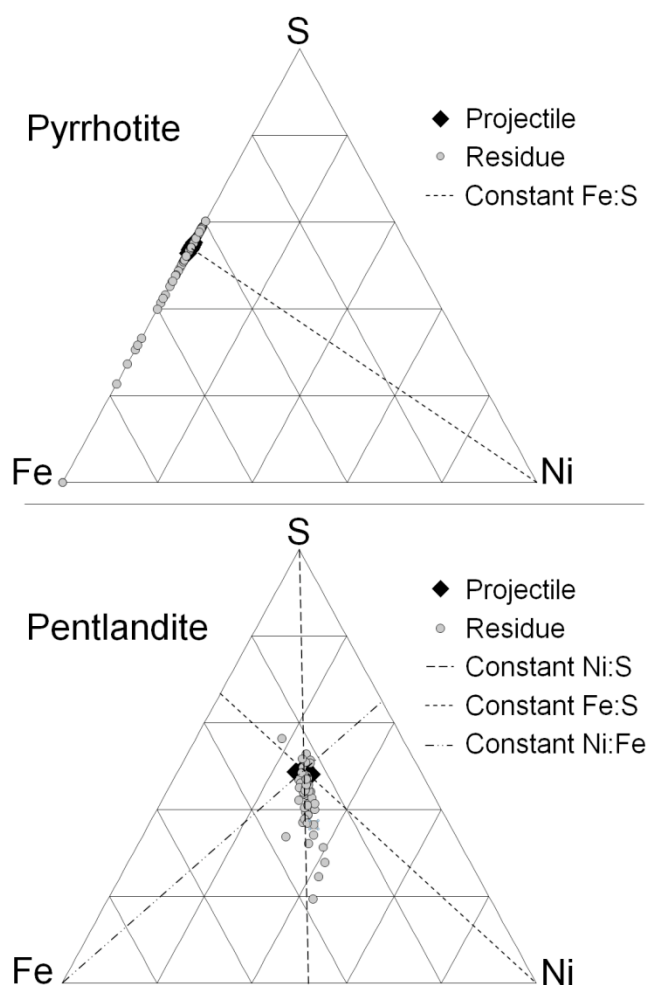 S
Pyrrhotite
Projectile
Residue
Constant Fe:S
Fe
Ni
S
Pentlandite
Projectile
Residue
Constant Ni:S
Constant Fe:S
Constant Ni:Fe
Fe
Ni